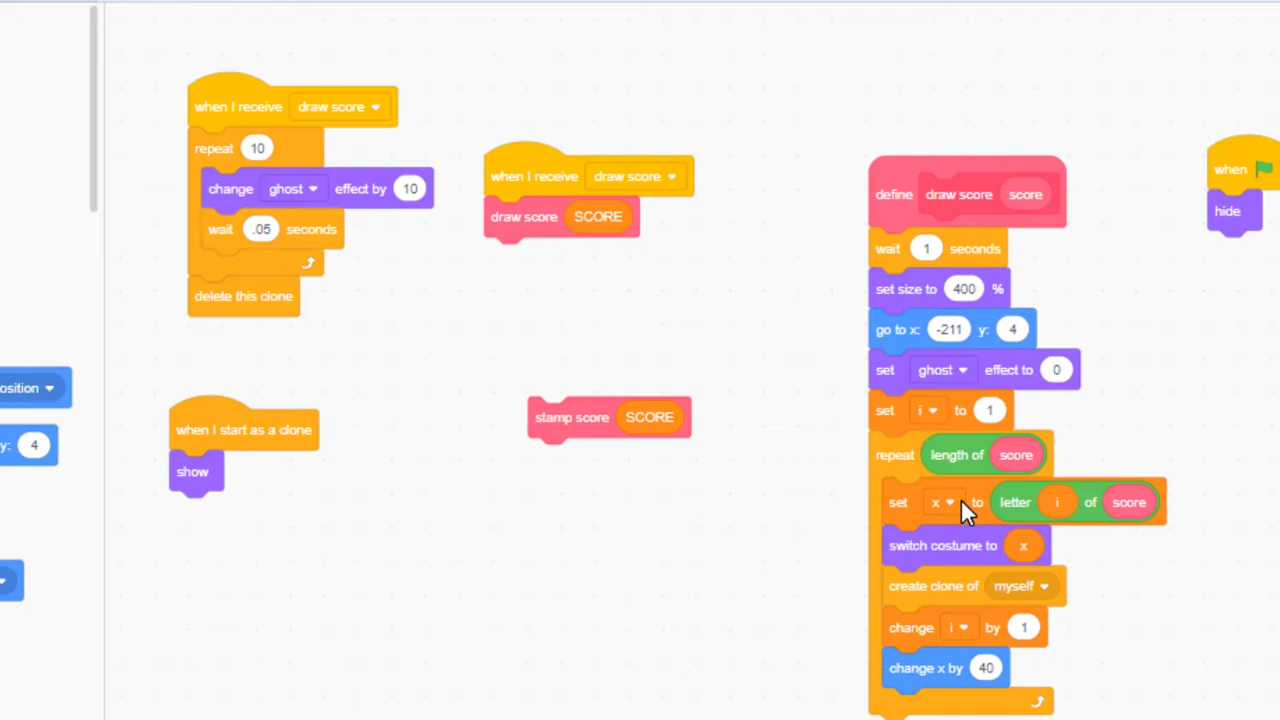 osition
y: 4
when I receive draw score
repeat 10
change ghost effect by 10
wait .05 seconds
delete this clone
when I start as a clone
show
when I receive draw score
draw score SCORE
stamp score SCORE
define draw score score
wait 1 seconds
set size to 400 %
go to x: -211 y: 4
set ghost effect to 0
set i to 1
repeat length of score
set x to letter i of score
switch costume to x
create clone of myself
change i by 1
change x by 40
when
hide